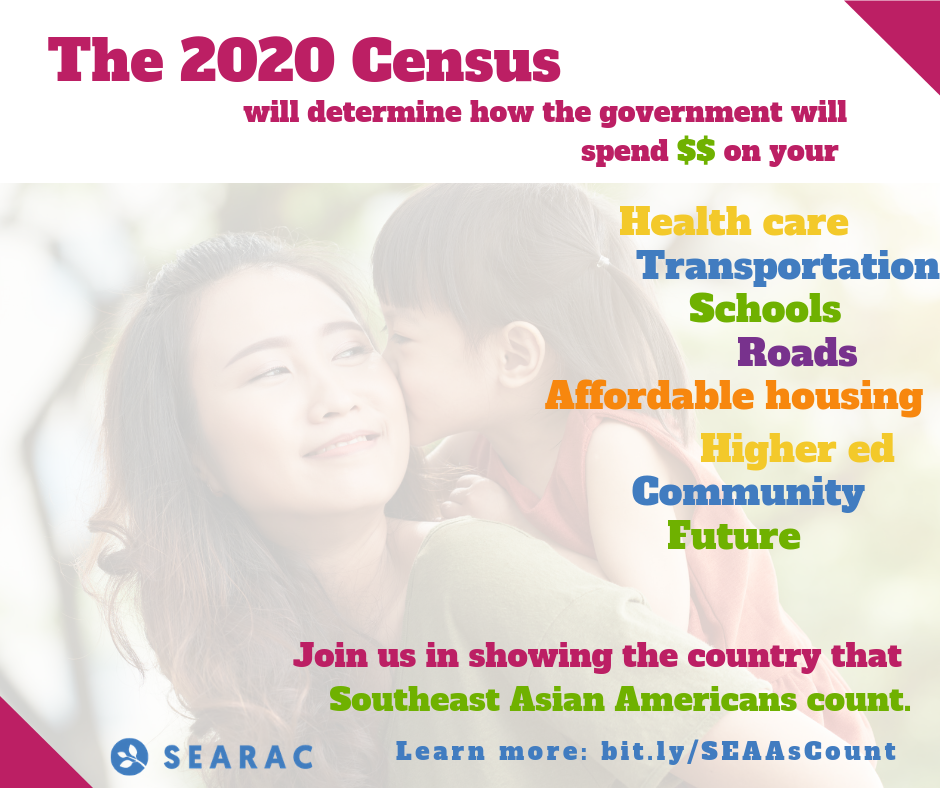 The 2020 Census
will determine how the government will
spend $$ on your
Health care
Transportation
Schools
Roads
Affordable housing
Higher ed
Community
Future
Join us in showing the country that
Southeast Asian Americans count.
SEARAC
Learn more: bit.ly/SEAAsCount